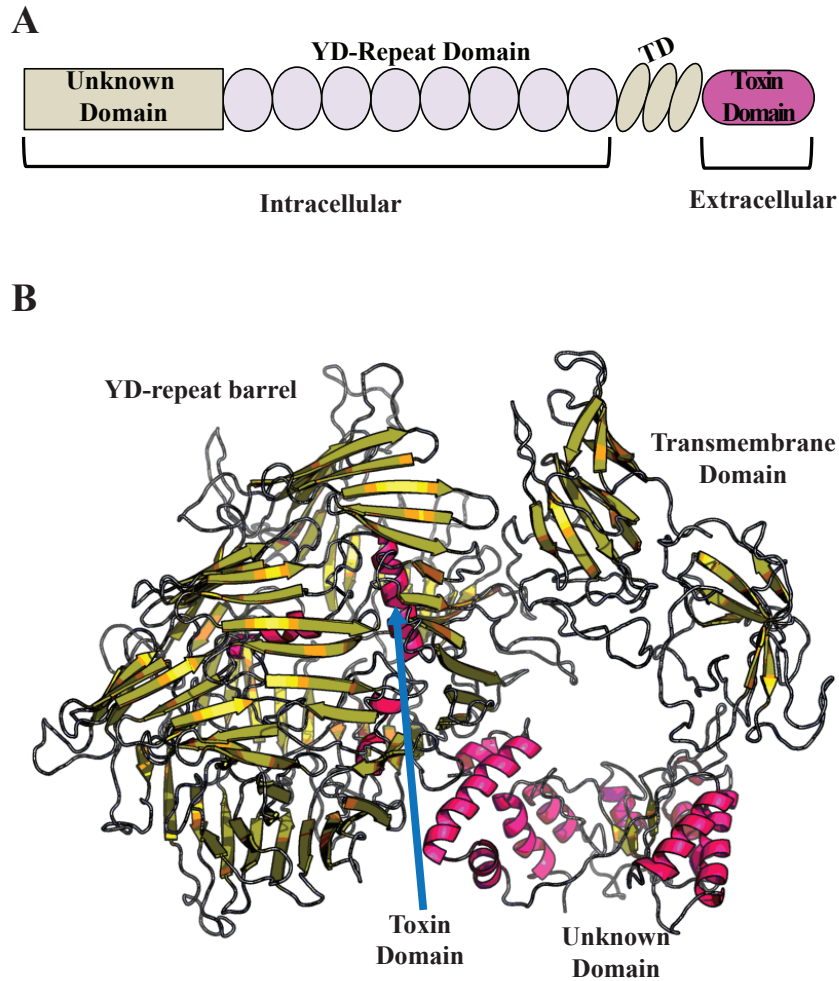 A
YD-Repeat Domain
TD
Unknown
Domain
Toxin
Domain
Intracellular
Extracellular
B
YD-repeat barrel
Transmembrane
Domain
Toxin
Domain
Unknown
Domain